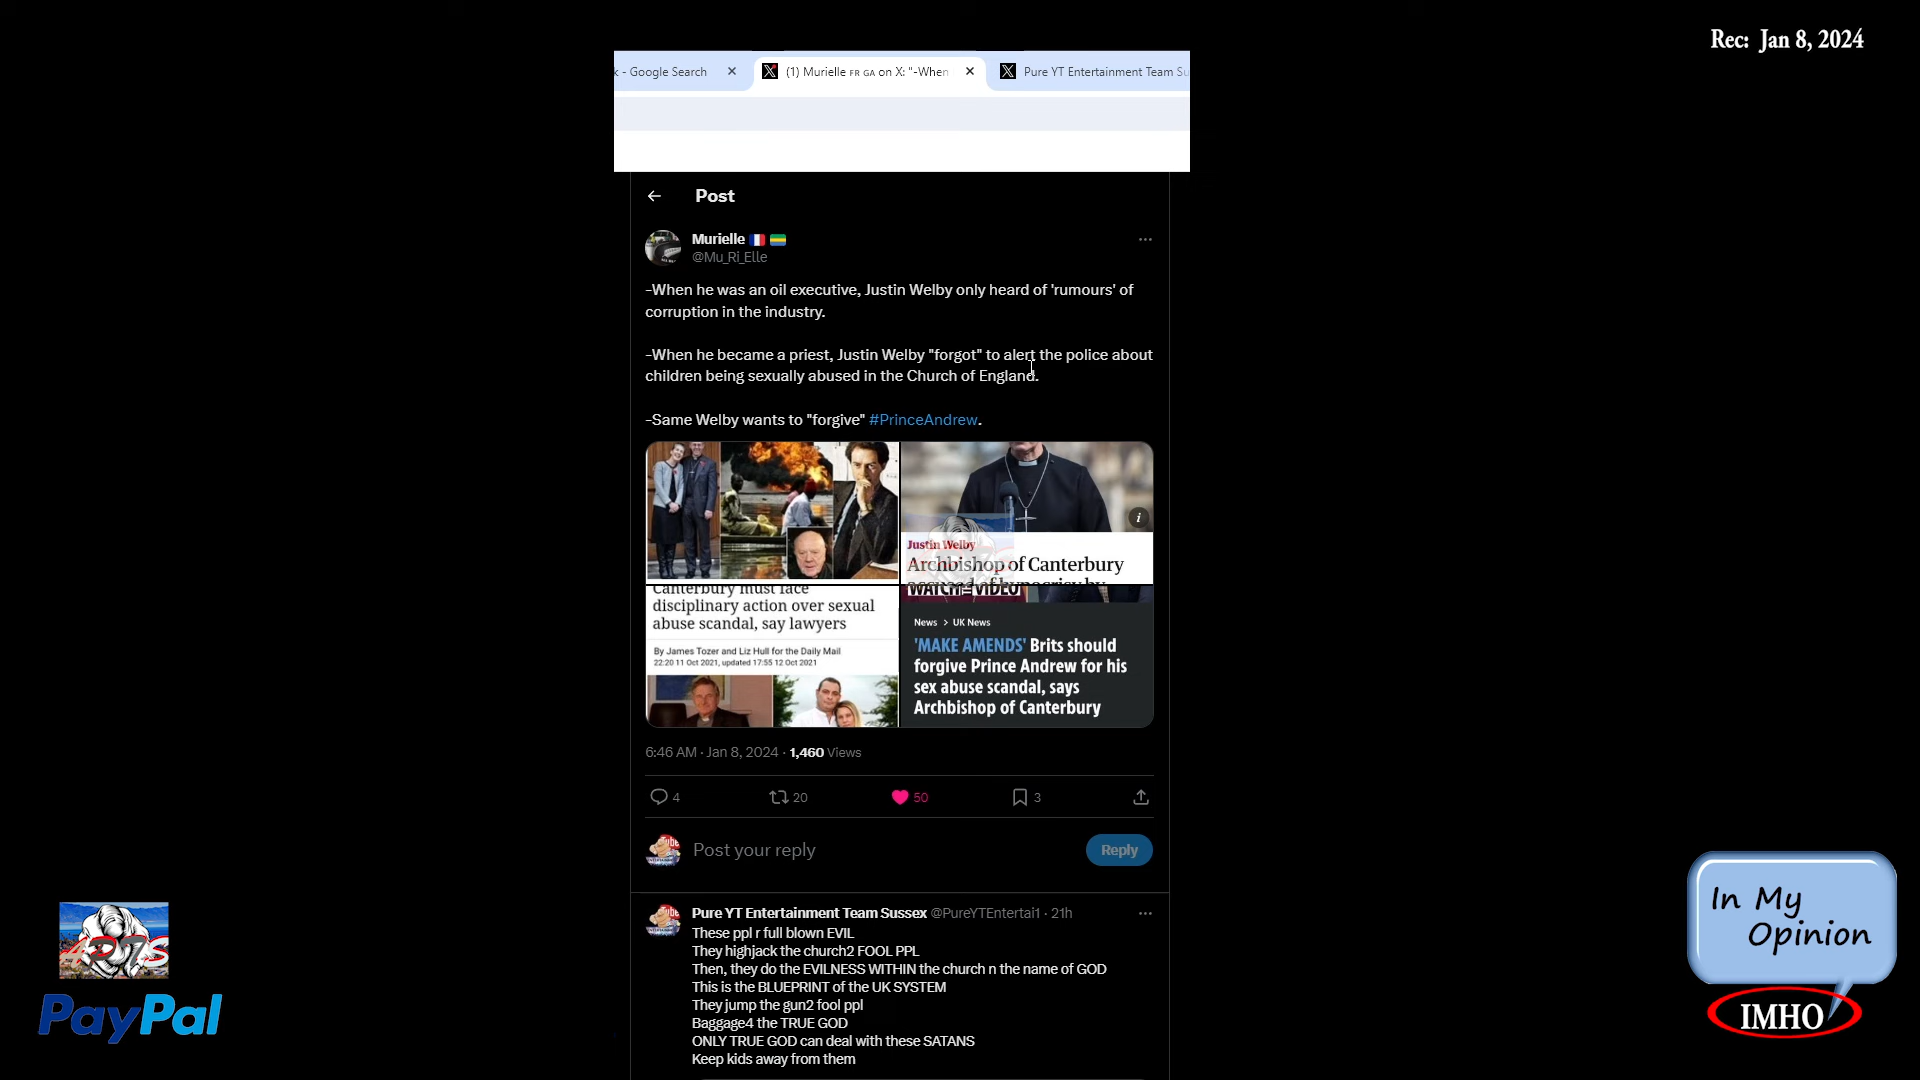 Rec: Jan 8, 2024
k - Google Search
(1) Murielle FR GA on X: "-When
Pure YT Entertainment Team Su
Post
Murielle
@Mu_Ri_Elle
-When he was an oil executive, Justin Welby only heard of 'rumours' of
corruption in the industry.
-When he became a priest, Justin Welby "forgot" to alert the police about
children being sexually abused in the Church of England.
-Same Welby wants to "forgive" #PrinceAndrew.
Justin Welby
Archbishop of Canterbury
accused of hypocrisy by
Canterbury must face
disciplinary action over sexual
abuse scandal, say lawyers
By James Tozer and Liz Hull for the Daily Mail
22:20 11 Oct 2021, updated 17:55 12 Oct 2021
WATCH THE VIDEO
News > UK News
'MAKE AMENDS' Brits should
forgive Prince Andrew for his
sex abuse scandal, says
Archbishop of Canterbury
6:46 AM · Jan 8, 2024 · 1,460 Views
4
20
50
3
Post your reply
Reply
Pure YT Entertainment Team Sussex @PureYTEntertai1 · 21h
These ppl r full blown EVIL
They highjack the church2 FOOL PPL
Then, they do the EVILNESS WITHIN the church n the name of GOD
This is the BLUEPRINT of the UK SYSTEM
They jump the gun2 fool ppl
Baggage4 the TRUE GOD
ONLY TRUE GOD can deal with these SATANS
Keep kids away from them
PayPal
In My
Opinion
IMHO